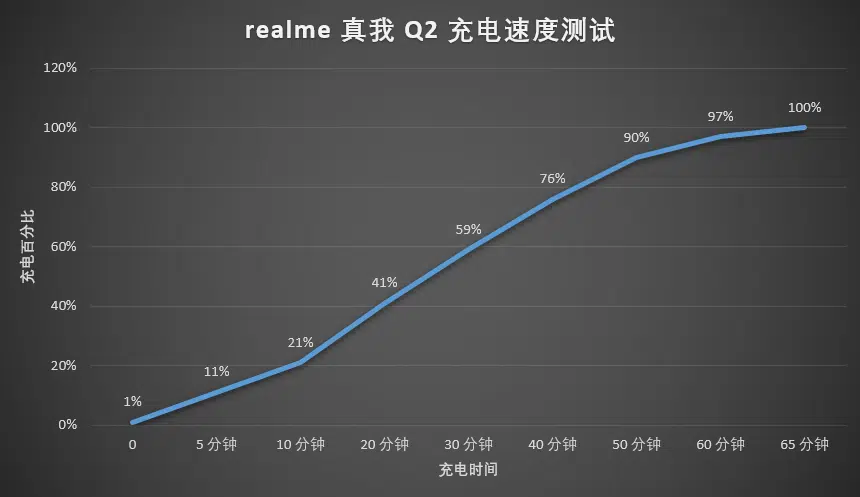 realme 真我 Q2 充电速度测试
120%
100%
80%
60%
40%
20%
0%
充电百分比
1%
11%
21%
41%
59%
76%
90%
97%
100%
0
5 分钟
10 分钟
20 分钟
30 分钟
40 分钟
50 分钟
60 分钟
65 分钟
充电时间